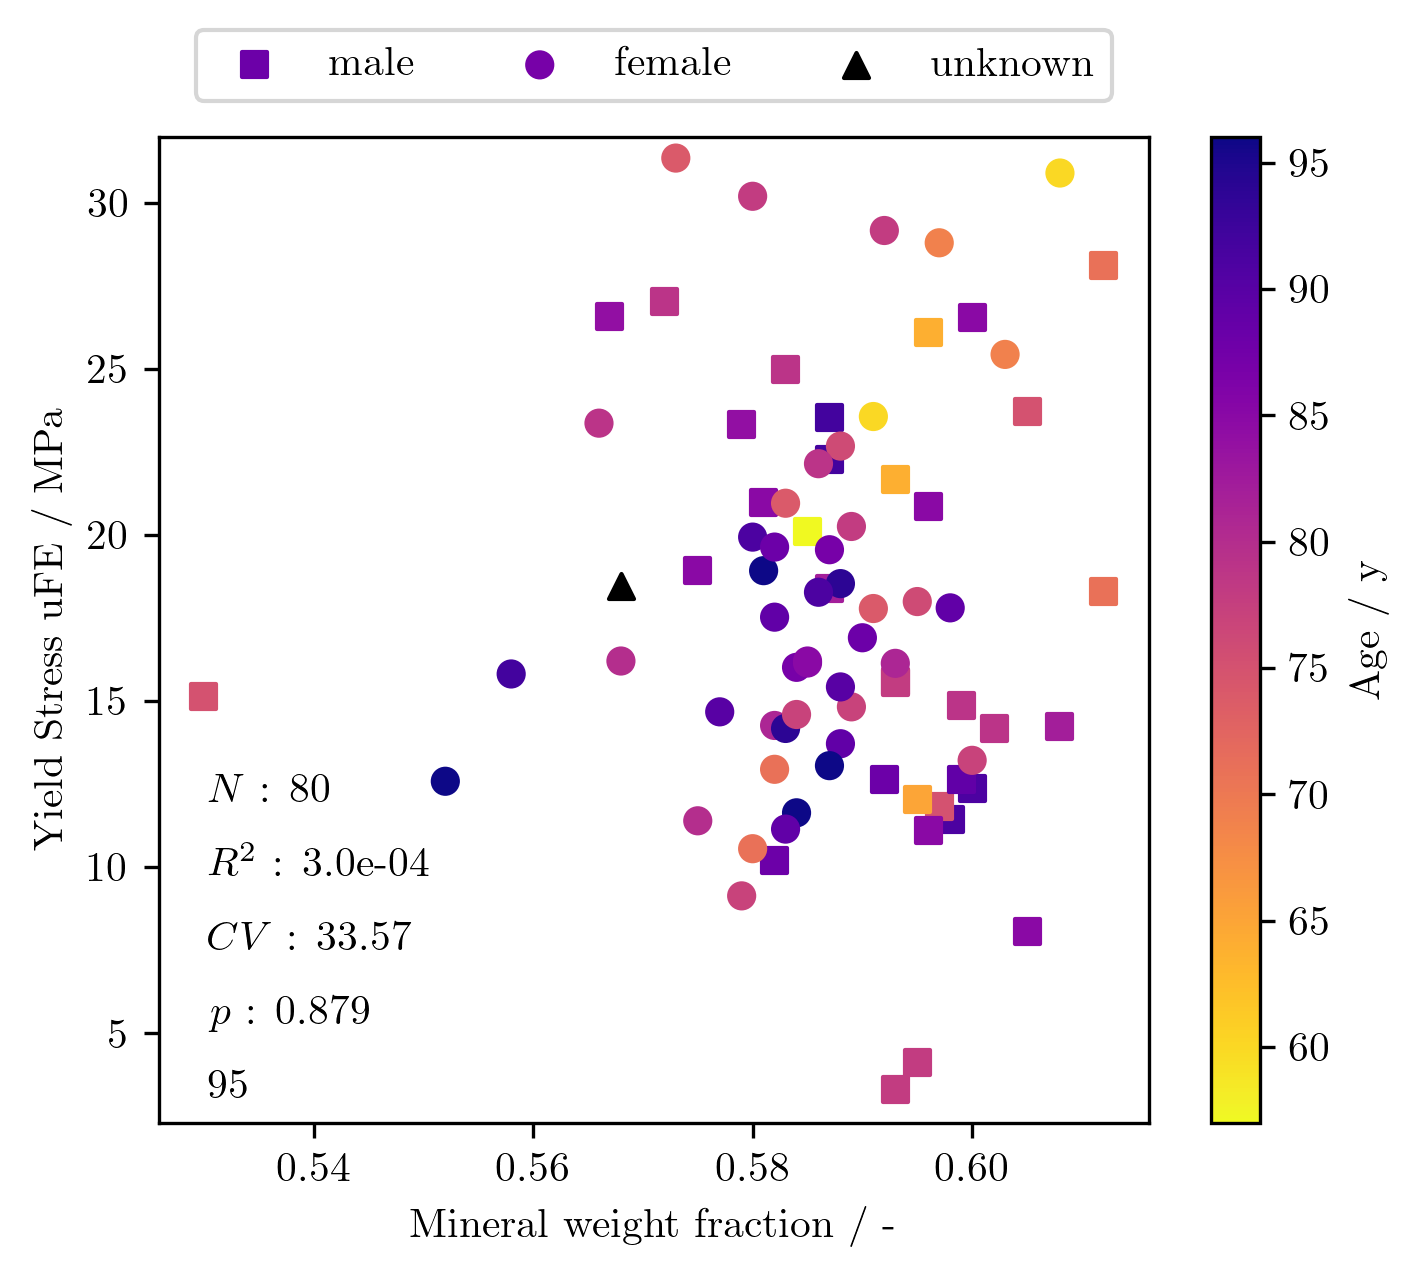 male female unknown
30
25
20
15
10
5
Yield Stress uFE / MPa
N : 80
R² : 3.0e-04
CV : 33.57
p : 0.879
95
0.54 0.56 0.58 0.60
Mineral weight fraction / -
95
90
85
80
75
70
65
60
Age / y